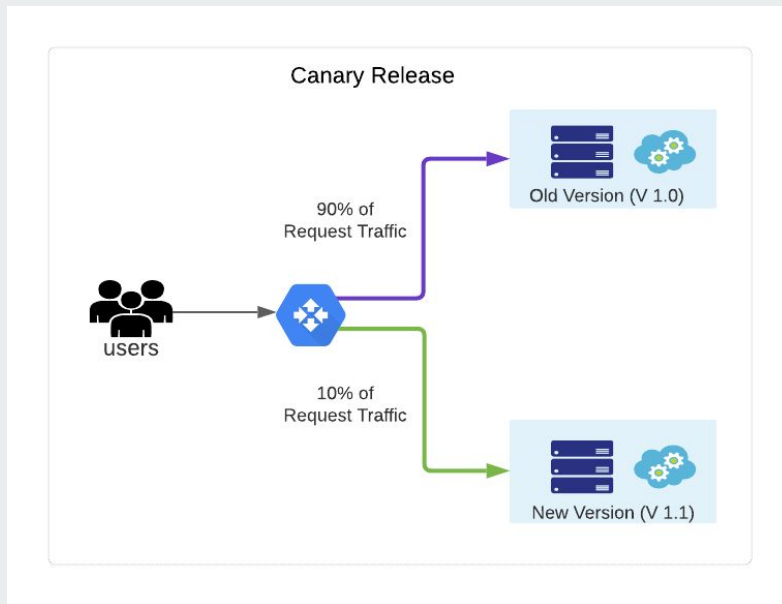 Canary Release
90% of
Request Traffic
Old Version (V 1.0)
users
10% of
Request Traffic
New Version (V 1.1)